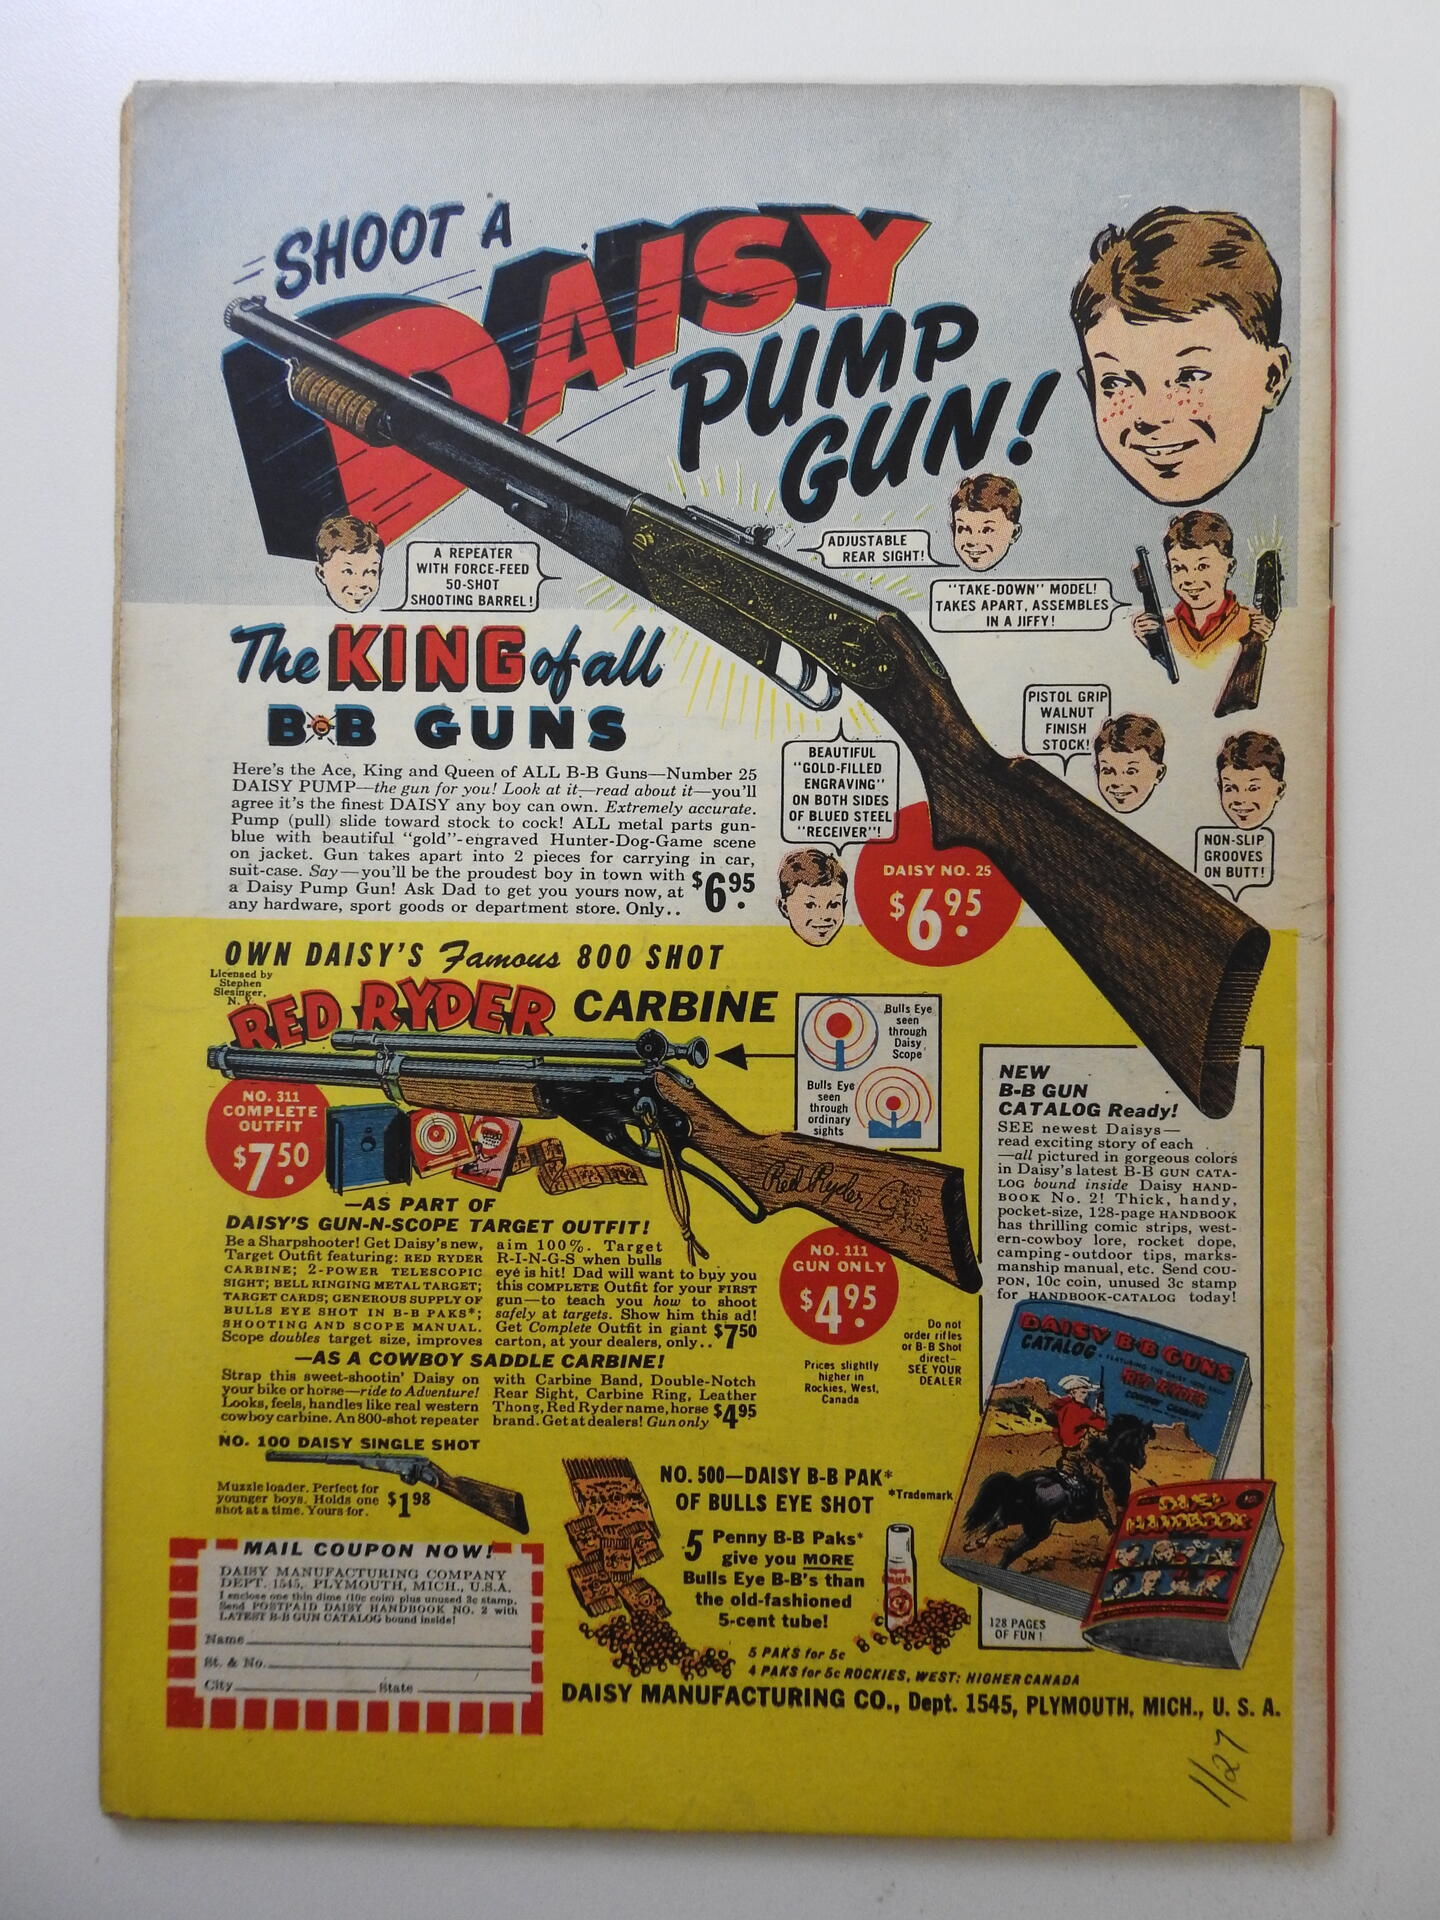 SHOOT A
DAISY
PUMP
GUN!
A REPEATER
WITH FORCE-FEED
50-SHOT
SHOOTING BARREL!
ADJUSTABLE
REAR SIGHT!
"TAKE-DOWN" MODEL!
TAKES APART, ASSEMBLES
IN A JIFFY!
The KING of all
B·B GUNS
PISTOL GRIP
WALNUT
FINISH
STOCK!
BEAUTIFUL
"GOLD-FILLED
ENGRAVING"
ON BOTH SIDES
OF BLUED STEEL
"RECEIVER"!
NON-SLIP
GROOVES
ON BUTT!
Here's the Ace, King and Queen of ALL B-B Guns—Number 25
DAISY PUMP—the gun for you! Look at it—read about it—you'll
agree it's the finest DAISY any boy can own. Extremely accurate.
Pump (pull) slide toward stock to cock! ALL metal parts gun-
blue with beautiful "gold"-engraved Hunter-Dog-Game scene
on jacket. Gun takes apart into 2 pieces for carrying in car,
suit-case. Say—you'll be the proudest boy in town with
a Daisy Pump Gun! Ask Dad to get you yours now, at
any hardware, sport goods or department store. Only.. $6.95
DAISY NO. 25
$6.95
OWN DAISY'S Famous 800 SHOT
Licensed by
Stephen
Slesinger,
N. Y.
RED RYDER CARBINE
Bulls Eye
seen
through
Daisy
Scope
Bulls Eye
seen
through
ordinary
sights
NO. 311
COMPLETE
OUTFIT
$7.50
Red Ryder
—AS PART OF
DAISY'S GUN-N-SCOPE TARGET OUTFIT!
Be a Sharpshooter! Get Daisy's new,
Target Outfit featuring: RED RYDER
CARBINE; 2-POWER TELESCOPIC
SIGHT; BELL RINGING METAL TARGET;
TARGET CARDS; GENEROUS SUPPLY OF
BULLS EYE SHOT IN B-B PAKS*;
SHOOTING AND SCOPE MANUAL.
Scope doubles target size, improves
aim 100%. Target
R-I-N-G-S when bulls
eye is hit! Dad will want to buy you
this COMPLETE Outfit for your FIRST
gun—to teach you how to shoot
safely at targets. Show him this ad!
Get Complete Outfit in giant
carton, at your dealers, only.. $7.50
NO. 111
GUN ONLY
$4.95
Prices slightly
higher in
Rockies, West,
Canada
Do not
order rifles
or B-B Shot
direct—
SEE YOUR
DEALER
—AS A COWBOY SADDLE CARBINE!
Strap this sweet-shootin' Daisy on
your bike or horse—ride to Adventure!
Looks, feels, handles like real western
cowboy carbine. An 800-shot repeater
with Carbine Band, Double-Notch
Rear Sight, Carbine Ring, Leather
Thong, Red Ryder name, horse
brand. Get at dealers! Gun only $4.95
NO. 100 DAISY SINGLE SHOT
Muzzle loader. Perfect for
younger boys. Holds one
shot at a time. Yours for. $1.98
NEW
B-B GUN
CATALOG Ready!
SEE newest Daisys—
read exciting story of each
—all pictured in gorgeous colors
in Daisy's latest B-B GUN CATA-
LOG bound inside Daisy HAND-
BOOK No. 2! Thick, handy,
pocket-size, 128-page HANDBOOK
has thrilling comic strips, west-
ern-cowboy lore, rocket dope,
camping-outdoor tips, marks-
manship manual, etc. Send COU-
PON, 10c coin, unused 3c stamp
for HANDBOOK-CATALOG today!
DAISY B-B GUNS
CATALOG
RED RYDER
COWBOY CARBINE
DAISY
HANDBOOK
128 PAGES
OF FUN!
NO. 500—DAISY B-B PAK*
OF BULLS EYE SHOT
*Trademark
5 Penny B-B Paks*
give you MORE
Bulls Eye B-B's than
the old-fashioned
5-cent tube!
5 PAKS for 5c
4 PAKS for 5c ROCKIES, WEST: HIGHER CANADA
MAIL COUPON NOW!
DAISY MANUFACTURING COMPANY
DEPT. 1545, PLYMOUTH, MICH., U.S.A.
I enclose one thin dime (10c coin) plus unused 3c stamp.
Send POSTPAID DAISY HANDBOOK NO. 2 with
LATEST B-B GUN CATALOG bound inside!
Name
St. & No.
City State
DAISY MANUFACTURING CO., Dept. 1545, PLYMOUTH, MICH., U. S. A.
1/27